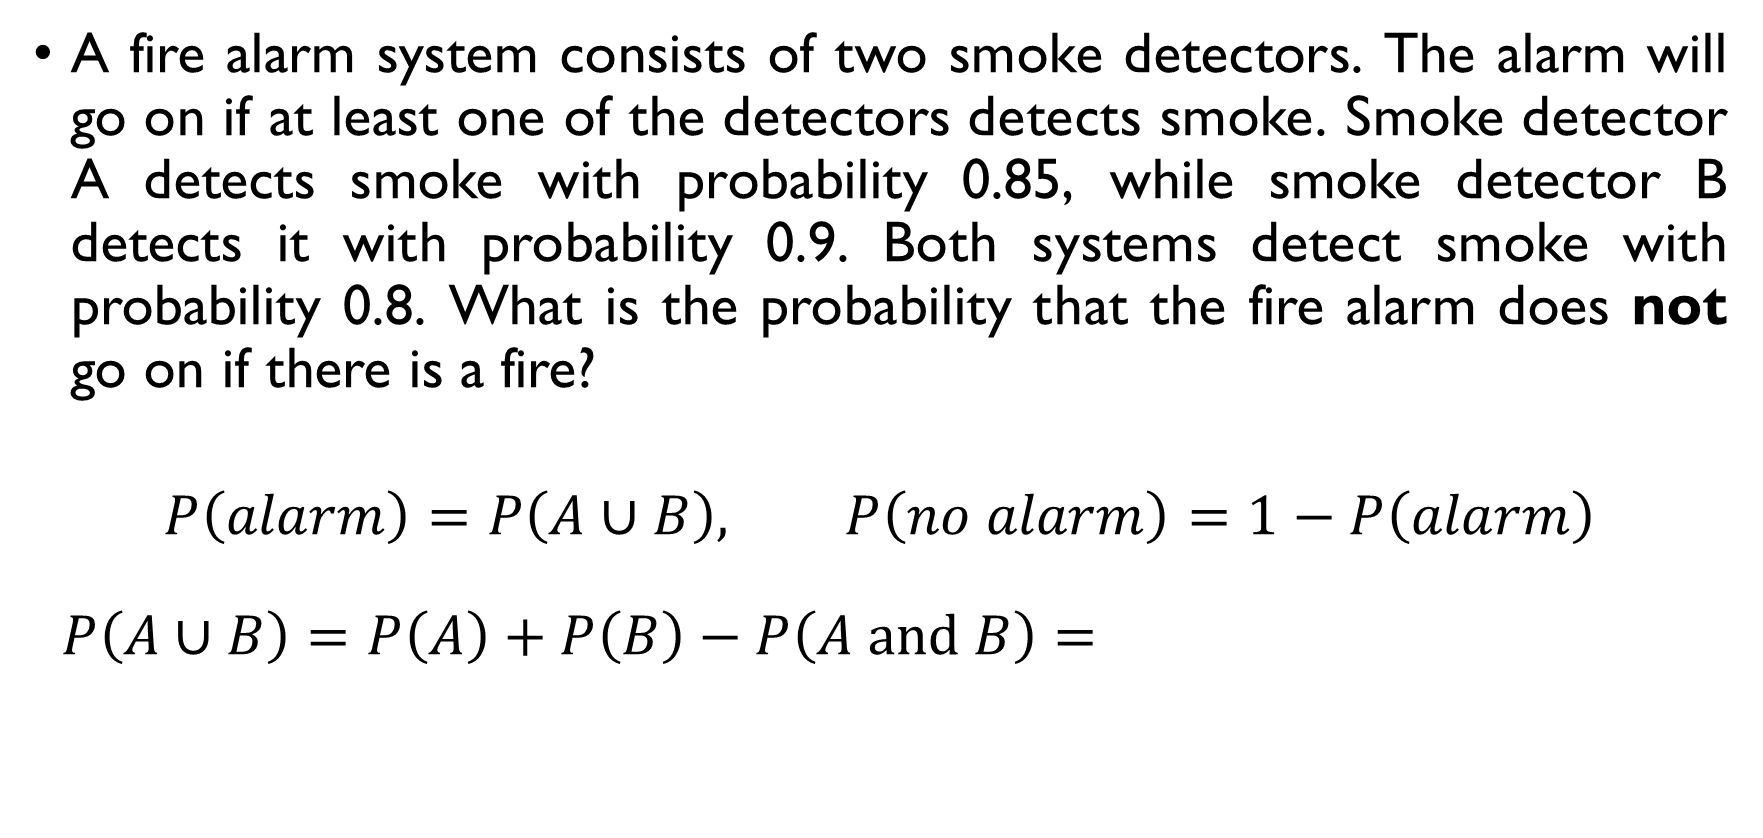 • A fire alarm system consists of two smoke detectors. The alarm will
go on if at least one of the detectors detects smoke. Smoke detector
A detects smoke with probability 0.85, while smoke detector B
detects it with probability 0.9. Both systems detect smoke with
probability 0.8. What is the probability that the fire alarm does not
go on if there is a fire?
P(alarm) = P(A ∪ B), P(no alarm) = 1 − P(alarm)
P(A ∪ B) = P(A) + P(B) − P(A and B) =